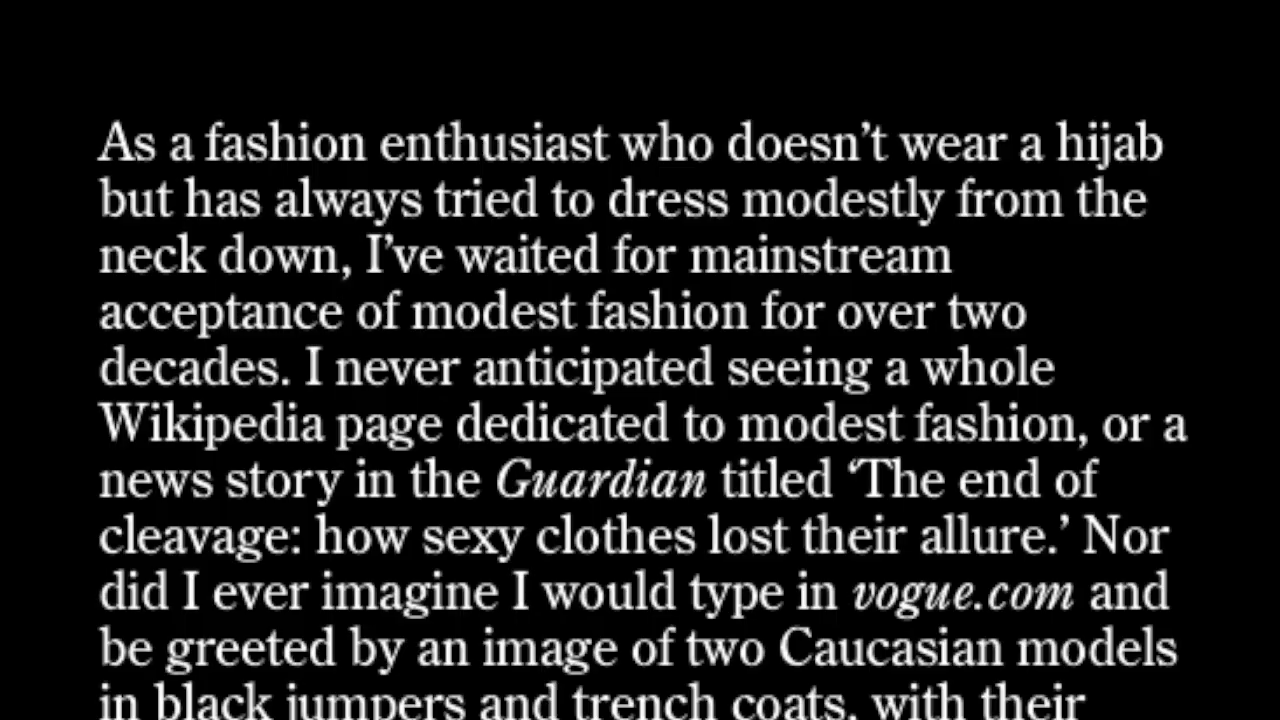 As a fashion enthusiast who doesn’t wear a hijab
but has always tried to dress modestly from the
neck down, I’ve waited for mainstream
acceptance of modest fashion for over two
decades. I never anticipated seeing a whole
Wikipedia page dedicated to modest fashion, or a
news story in the Guardian titled ‘The end of
cleavage: how sexy clothes lost their allure.’ Nor
did I ever imagine I would type in vogue.com and
be greeted by an image of two Caucasian models
in black jumpers and trench coats, with their